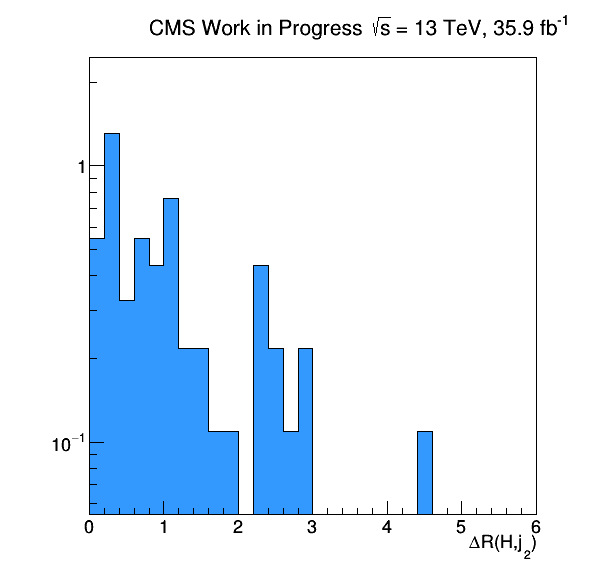 CMS Work in Progress √s = 13 TeV, 35.9 fb⁻¹
1
10⁻¹
0 1 2 3 4 5 6
ΔR(H,j₂)